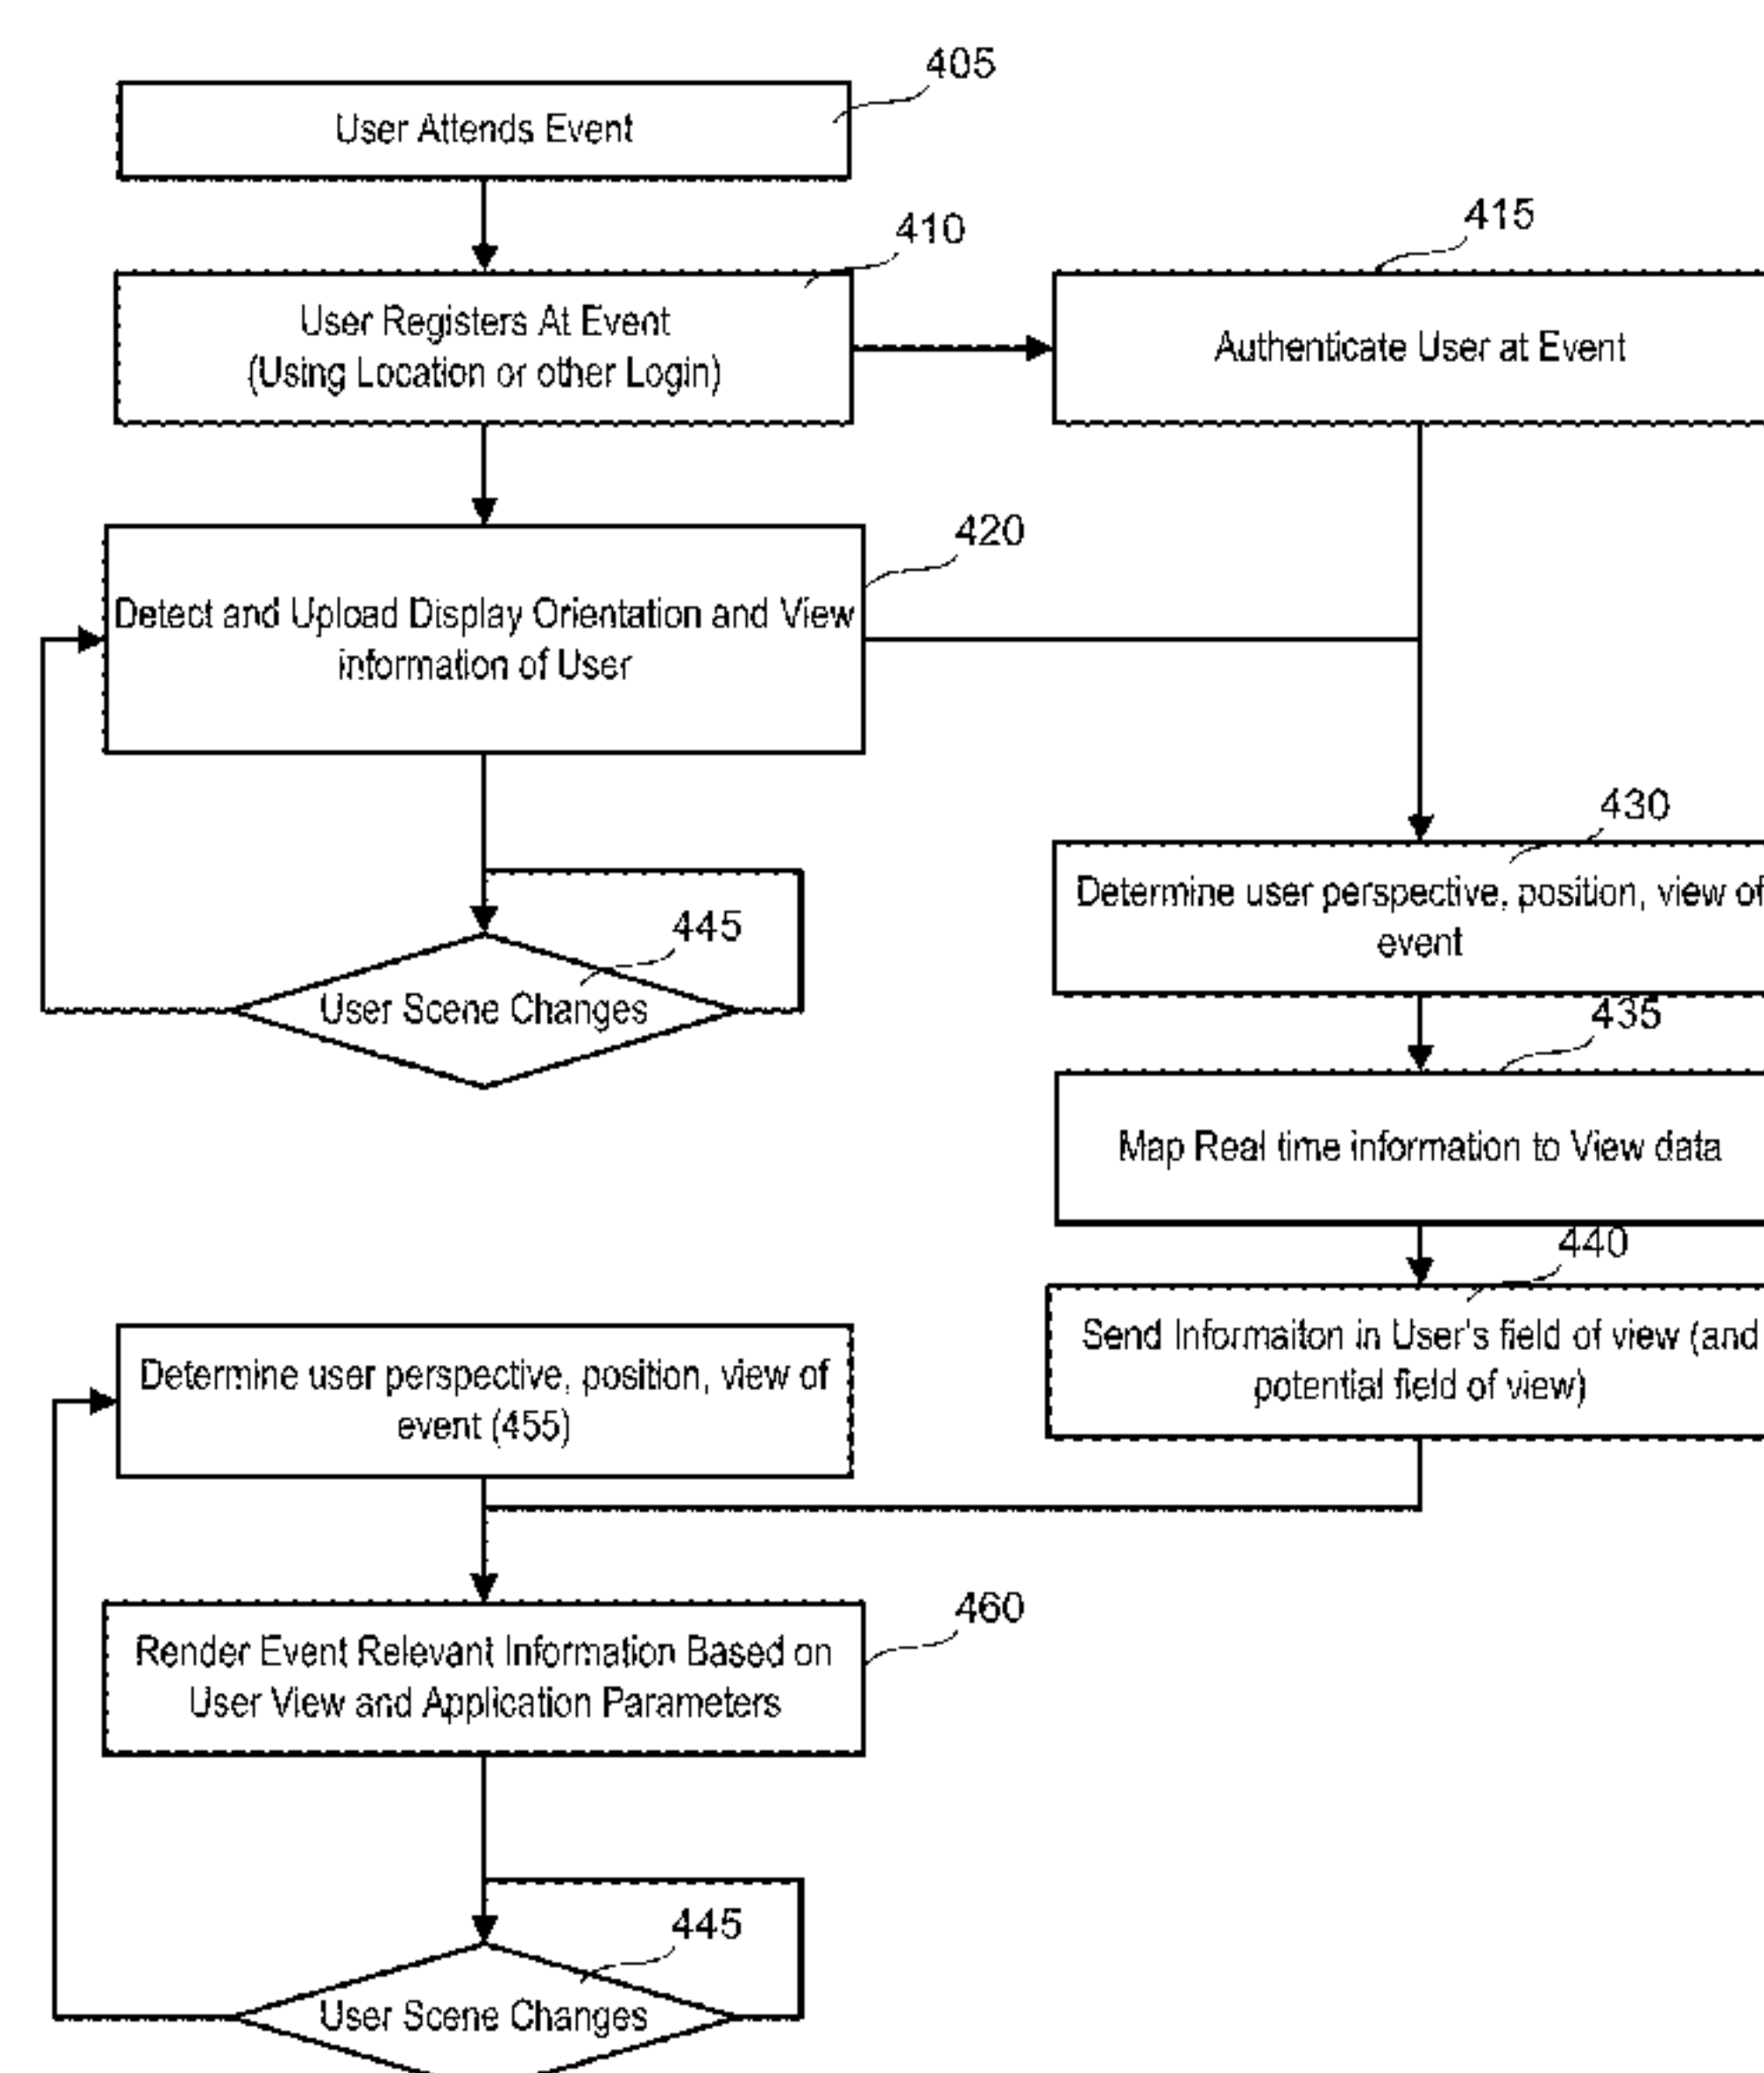 405
User Attends Event
410
User Registers At Event
(Using Location or other Login)
415
Authenticate User at Event
420
Detect and Upload Display Orientation and View
information of User
445
User Scene Changes
430
Determine user perspective, position, view of
event
435
Map Real time information to View data
440
Send Informaiton in User's field of view (and
potential field of view)
Determine user perspective, position, view of
event (455)
460
Render Event Relevant Information Based on
User View and Application Parameters
445
User Scene Changes